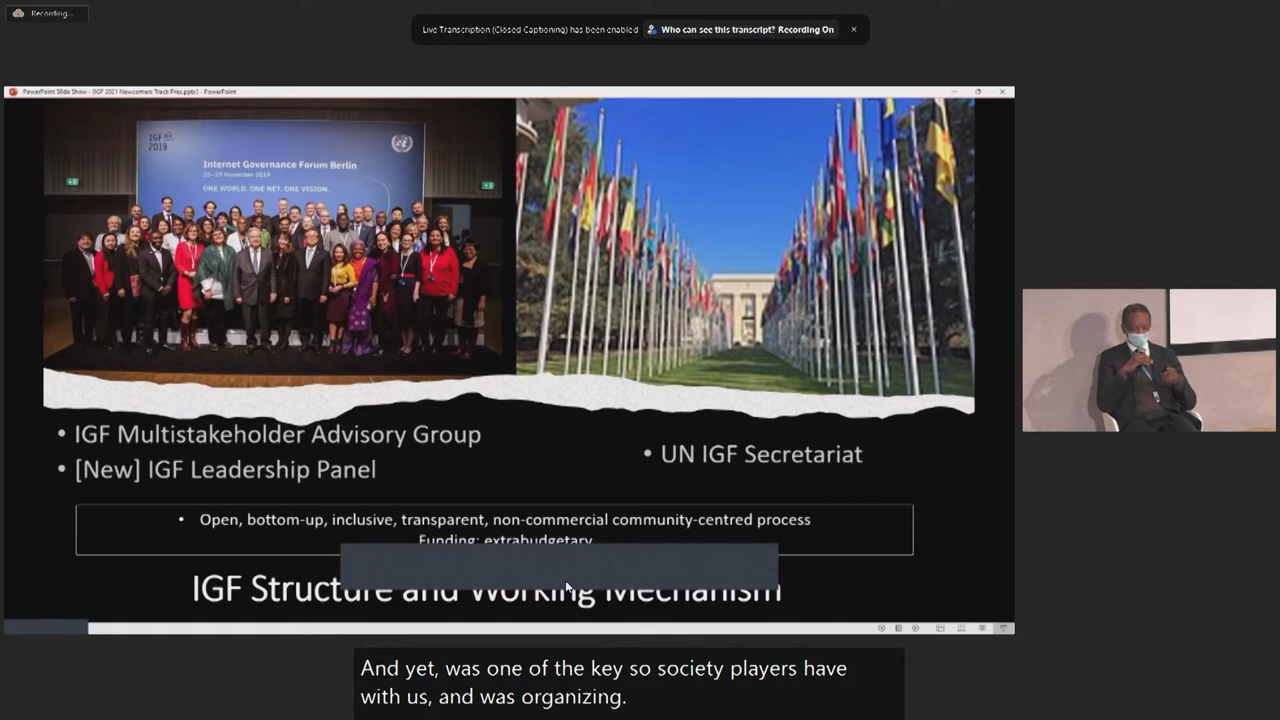 Recording...
Live Transcription (Closed Captioning) has been enabled
Who can see this transcript? Recording On
PowerPoint Slide Show - [IGF 2021 Newcomers Track Pres.pptx] - PowerPoint
IGF
2019
Internet Governance Forum Berlin
25 – 29 November 2019
ONE WORLD. ONE NET. ONE VISION.
• IGF Multistakeholder Advisory Group
• [New] IGF Leadership Panel
• UN IGF Secretariat
• Open, bottom-up, inclusive, transparent, non-commercial community-centred process
Funding: extrabudgetary
IGF Structure and Working Mechanism
And yet, was one of the key so society players have
with us, and was organizing.